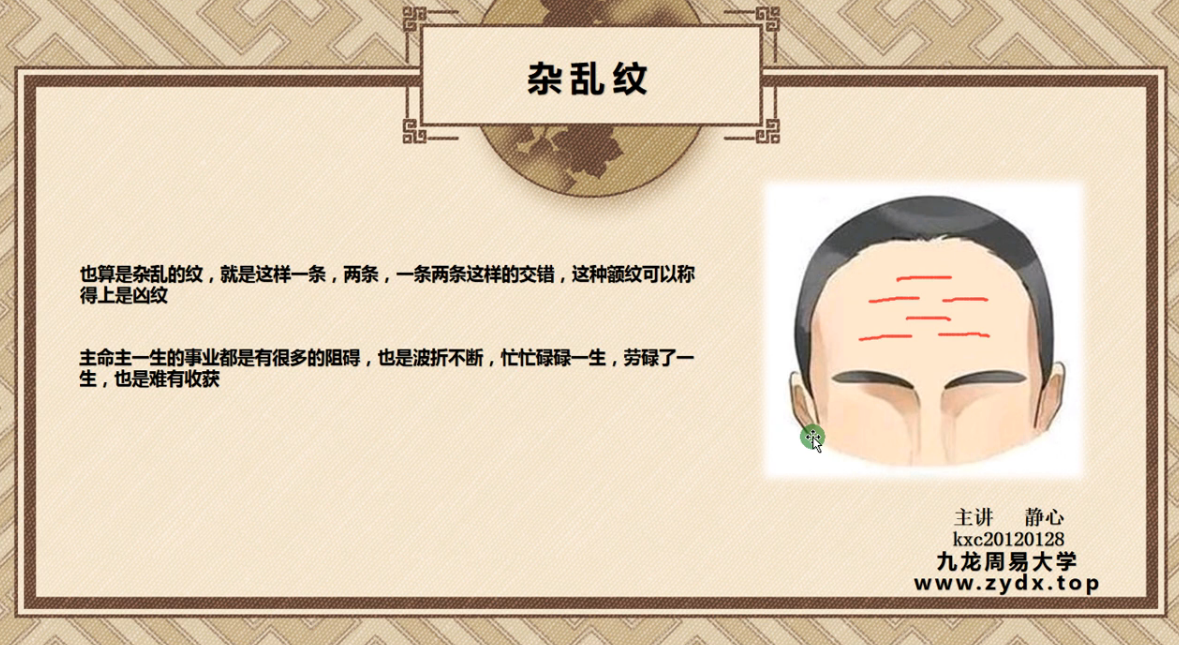 杂乱纹
也算是杂乱的纹，就是这样一条，两条，一条两条这样的交错，这种额纹可以称
得上是凶纹
主命主一生的事业都是有很多的阻碍，也是波折不断，忙忙碌碌一生，劳碌了一
生，也是难有收获
主讲 静心
kxc20120128
九龙周易大学
www.zydx.top